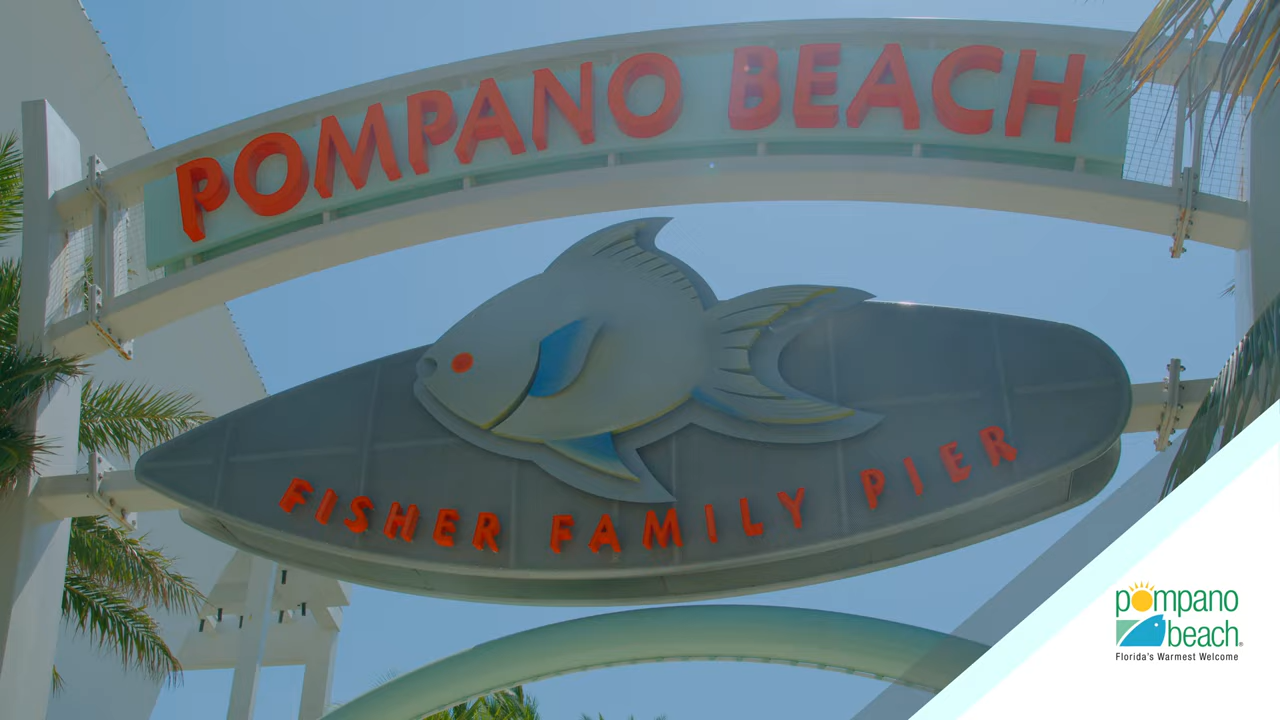 POMPANO BEACH
FISHER FAMILY PIER
pompano
beach®
Florida's Warmest Welcome